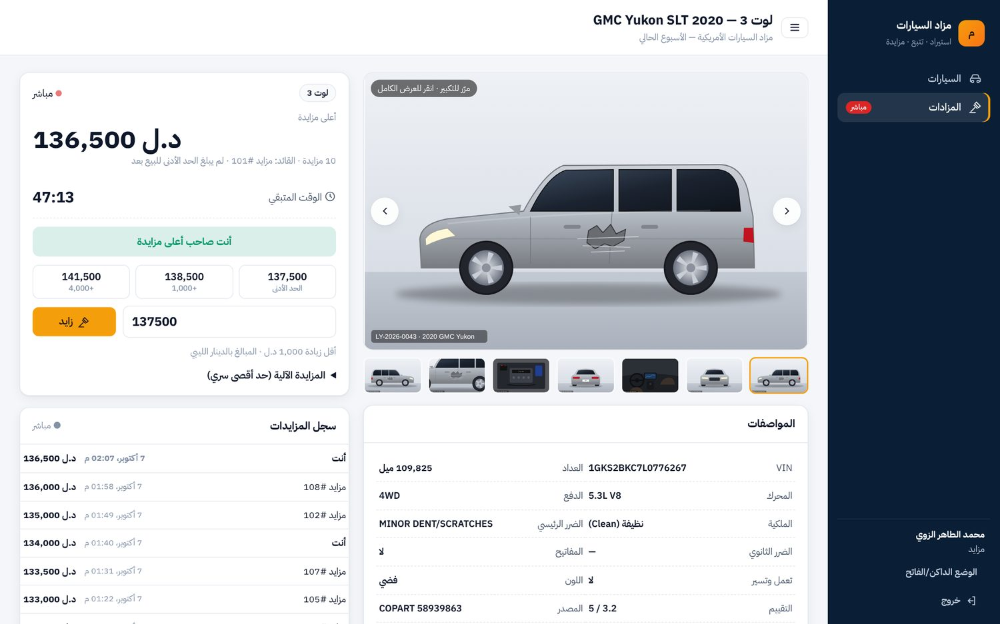 م
مزاد السيارات
استيراد · تتبع · مزايدة
السيارات
المزادات
مباشر
محمد الطاهر الزوي
مزايد
الوضع الداكن/الفاتح
خروج
لوت 3 — GMC Yukon SLT 2020
مزاد السيارات الأمريكية — الأسبوع الحالي
مرّر للتكبير · انقر للعرض الكامل
LY-2026-0043 · 2020 GMC Yukon
المواصفات
VIN 1GKS2BKC7L0776267 العداد 109,825 ميل
المحرك 5.3L V8 الدفع 4WD
الملكية نظيفة (Clean) الضرر الرئيسي MINOR DENT/SCRATCHES
الضرر الثانوي — المفاتيح لا
تعمل وتسير لا اللون فضي
التقييم 3.2 / 5 المصدر COPART 58939863
لوت 3
مباشر
أعلى مزايدة
136,500 د.ل
10 مزايدة · القائد: مزايد #101 · لم يبلغ الحد الأدنى للبيع بعد
الوقت المتبقي 47:13
أنت صاحب أعلى مزايدة
137,500
الحد الأدنى
138,500
+1,000
141,500
+4,000
137500
زايد
أقل زيادة 1,000 د.ل · المبالغ بالدينار الليبي
المزايدة الآلية (حد أقصى سري)
سجل المزايدات
مباشر
أنت 7 أكتوبر، 02:07 م 136,500 د.ل
مزايد #108 7 أكتوبر، 01:58 م 136,000 د.ل
مزايد #102 7 أكتوبر، 01:49 م 135,000 د.ل
أنت 7 أكتوبر، 01:40 م 134,000 د.ل
مزايد #107 7 أكتوبر، 01:31 م 133,500 د.ل
مزايد #105 7 أكتوبر، 01:22 م 133,000 د.ل